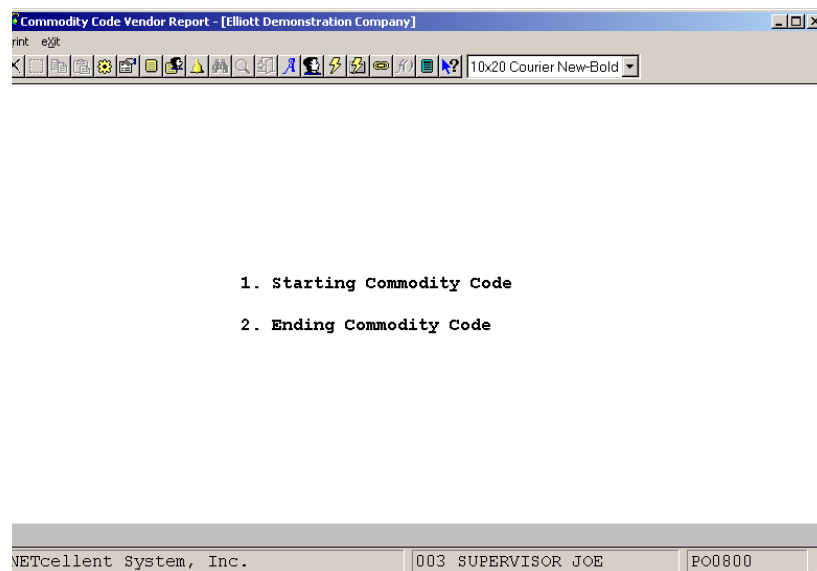 Commodity Code Vendor Report - [Elliott Demonstration Company]
rint eXit
10x20 Courier New-Bold
1. Starting Commodity Code
2. Ending Commodity Code
NETcellent System, Inc. 003 SUPERVISOR JOE PO0800